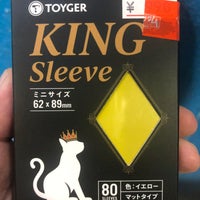 TOYGER
KING
Sleeve
ミニサイズ
62×89mm
80
SLEEVES
色：イエロー
マットタイプ